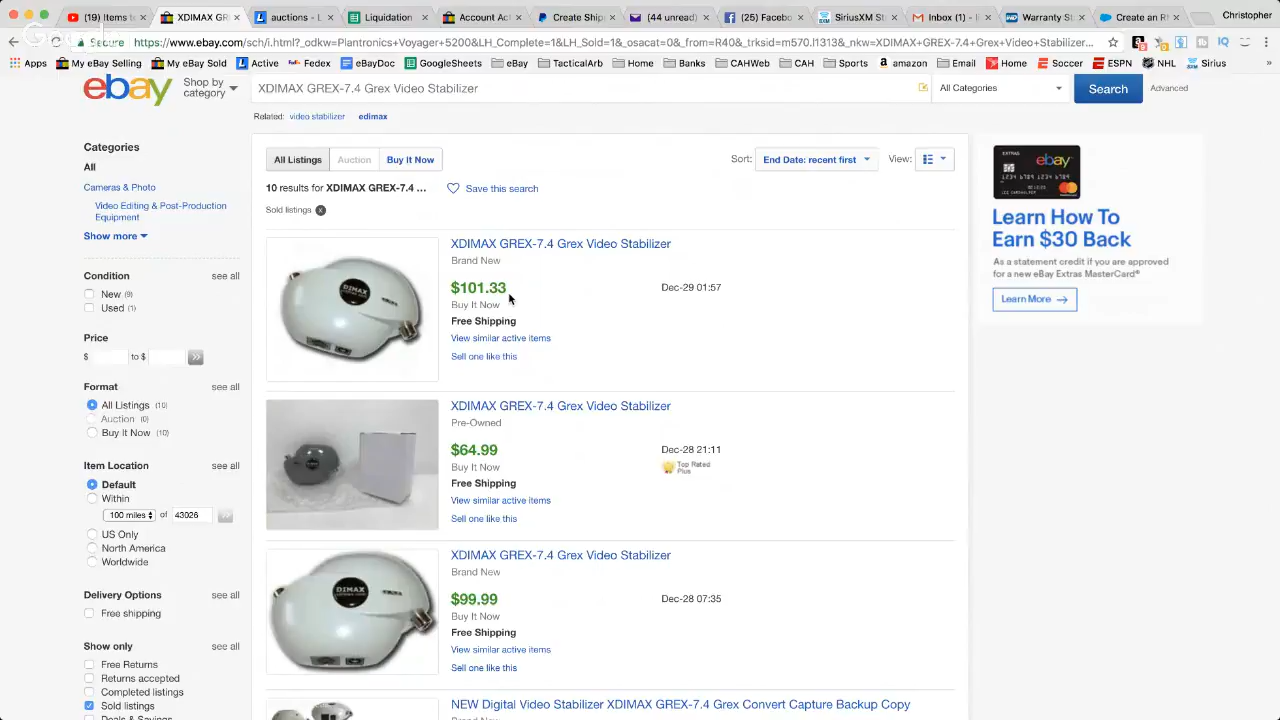 19 Items to
XDIMAX GR
auctions - L
Liquidation
Account Act
Create Ship
(44 unrea
SiriusXM St
Inbox (1) -
Warranty St
Create an R
Christopher
Secure https://www.ebay.com/sch/i.html?_odkw=Plantronics+Voyager+5200&LH_Complete=1&LH_Sold=1&_osacat=0&_from=R40&_trksid=m570.l1313&_nkw=XDIMAX+GREX-7.4+Grex+Video+Stabilizer...
Apps My eBay Selling My eBay Sold Active Fedex eBayDoc GoogleSheets eBay TacticalAD Home Banks CAHWeb CAH Sports amazon Email Home Soccer ESPN NHL Sirius »
ebay
Shop by category
XDIMAX GREX-7.4 Grex Video Stabilizer
All Categories
Search
Advanced
Related: video stabilizer edimax
Categories
All
Cameras & Photo
Video Editing & Post-Production
Equipment
Show more
Condition see all
New (9)
Used (1)
Price
$ to $ »
Format see all
All Listings (10)
Auction (0)
Buy It Now (10)
Item Location see all
Default
Within
100 miles of 43026
US Only
North America
Worldwide
Delivery Options see all
Free shipping
Show only see all
Free Returns
Returns accepted
Completed listings
Sold listings
Deals & Savings
All Listings Auction Buy It Now
Sort: End Date: recent first View:
10 results for XDIMAX GREX-7.4 ... Save this search
Sold listings x
XDIMAX GREX-7.4 Grex Video Stabilizer
Brand New
$101.33 Dec-29 01:57
Buy It Now
Free Shipping
View similar active items
Sell one like this
XDIMAX GREX-7.4 Grex Video Stabilizer
Pre-Owned
$64.99 Dec-28 21:11
Buy It Now
Top Rated Plus
Free Shipping
View similar active items
Sell one like this
DIMAX
XDIMAX GREX-7.4 Grex Video Stabilizer
Brand New
$99.99 Dec-28 07:35
Buy It Now
Free Shipping
View similar active items
Sell one like this
DIMAX
NEW Digital Video Stabilizer XDIMAX GREX-7.4 Grex Convert Capture Backup Copy
Brand New
EXTRAS ebay
Learn How To
Earn $30 Back
As a statement credit if you are approved
for a new eBay Extras MasterCard®
Learn More →